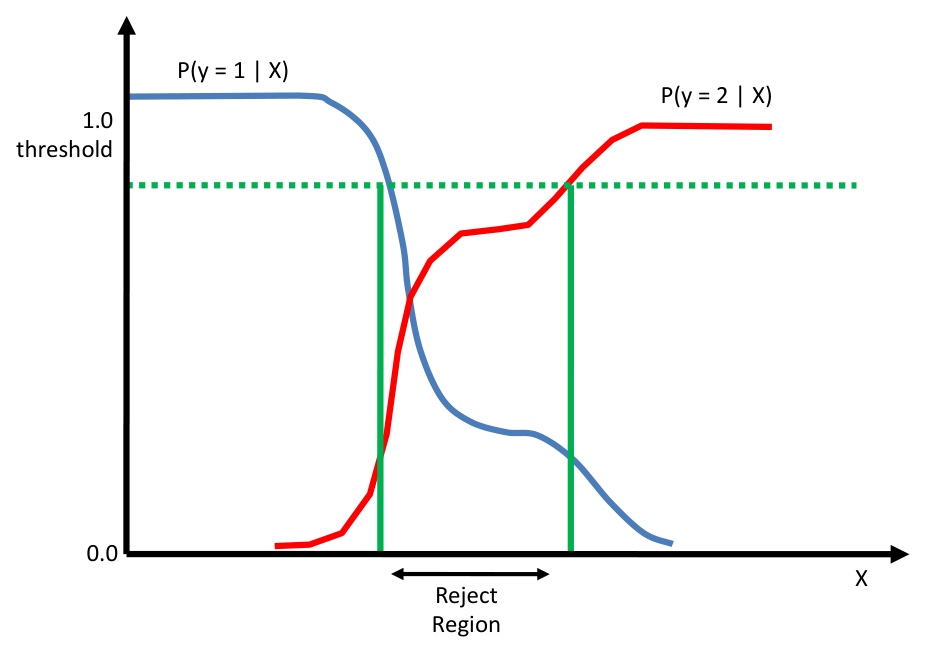 P(y = 1 | X)
P(y = 2 | X)
1.0
threshold
0.0
X
Reject
Region